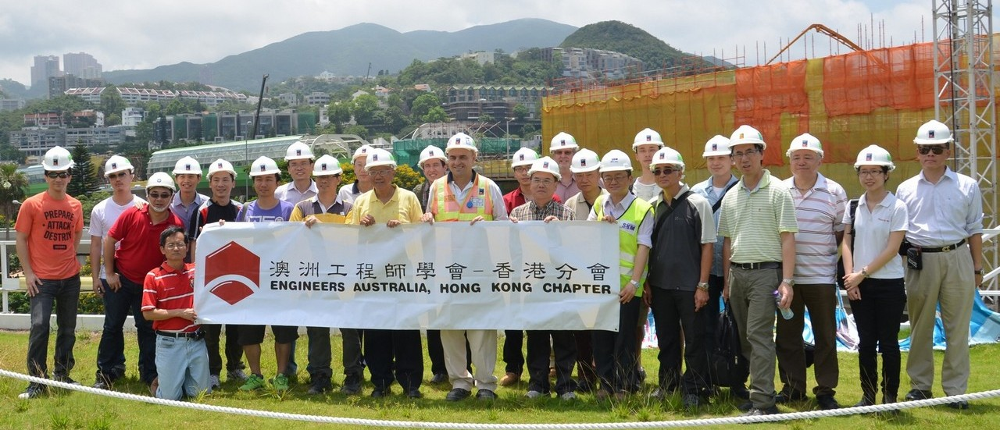 PREPARE
+ATTACK+
DESTROY
澳洲工程師學會-香港分會
ENGINEERS AUSTRALIA, HONG KONG CHAPTER